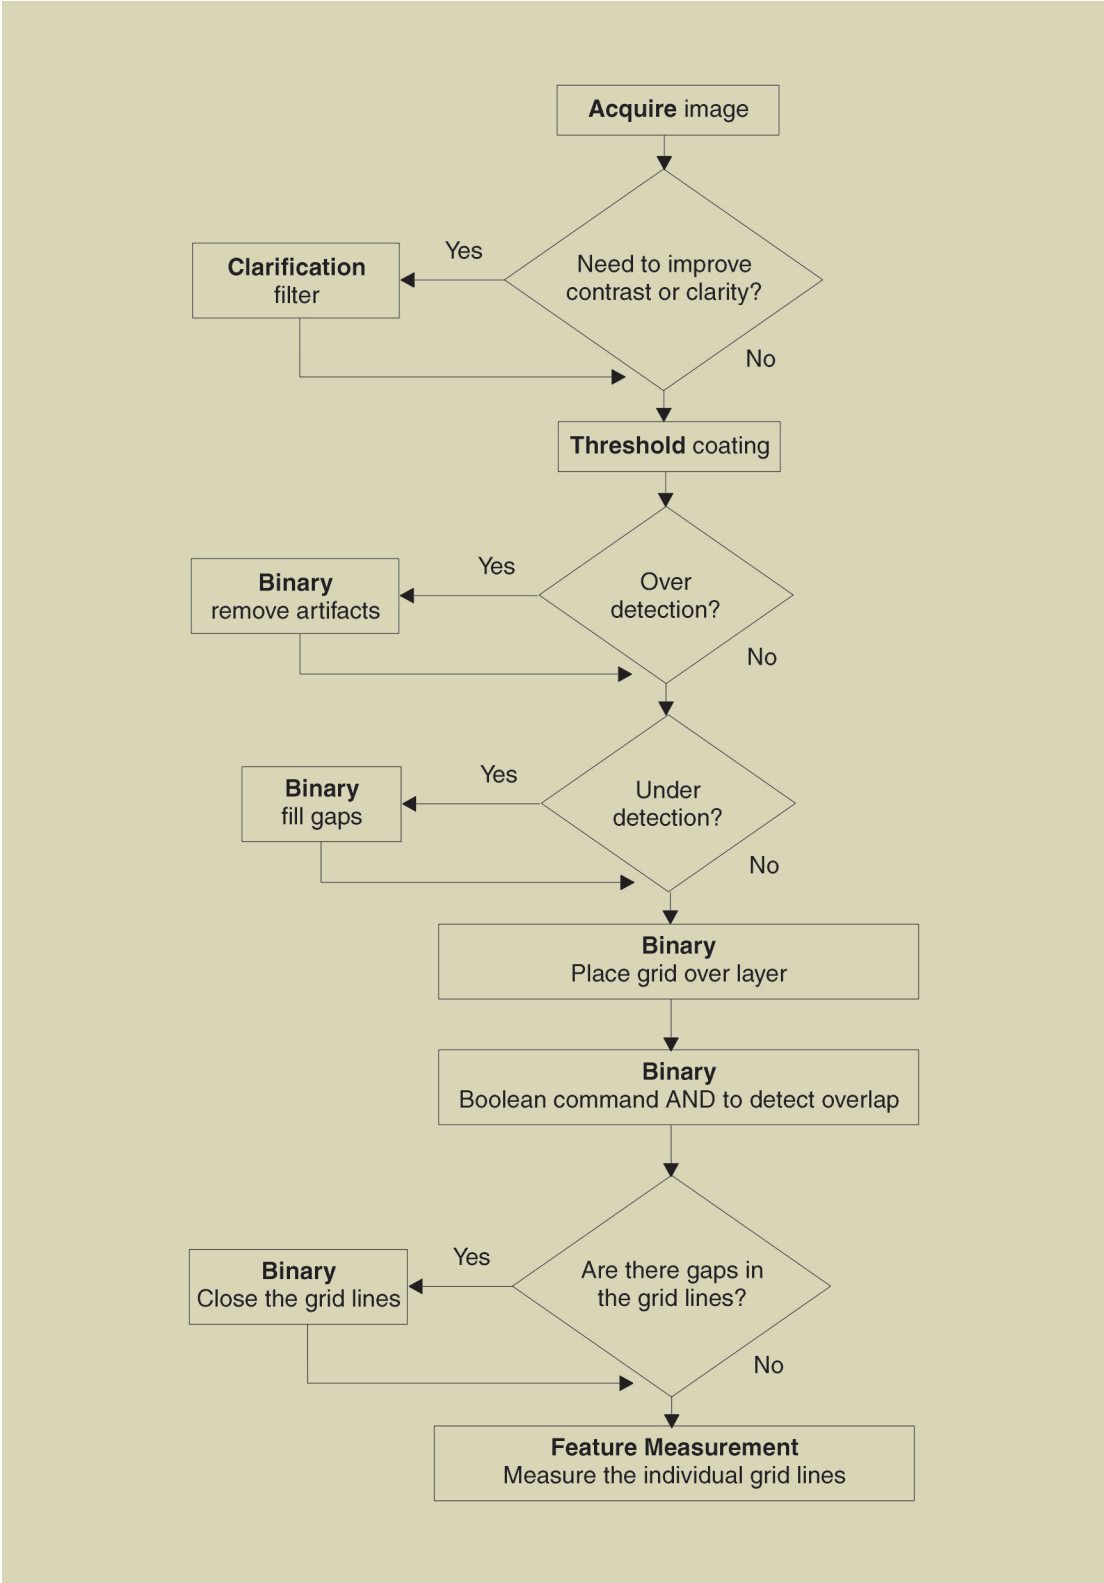 Acquire image
Need to improve
contrast or clarity?
Yes
Clarification
filter
No
Threshold coating
Over
detection?
Yes
Binary
remove artifacts
No
Under
detection?
Yes
Binary
fill gaps
No
Binary
Place grid over layer
Binary
Boolean command AND to detect overlap
Are there gaps in
the grid lines?
Yes
Binary
Close the grid lines
No
Feature Measurement
Measure the individual grid lines